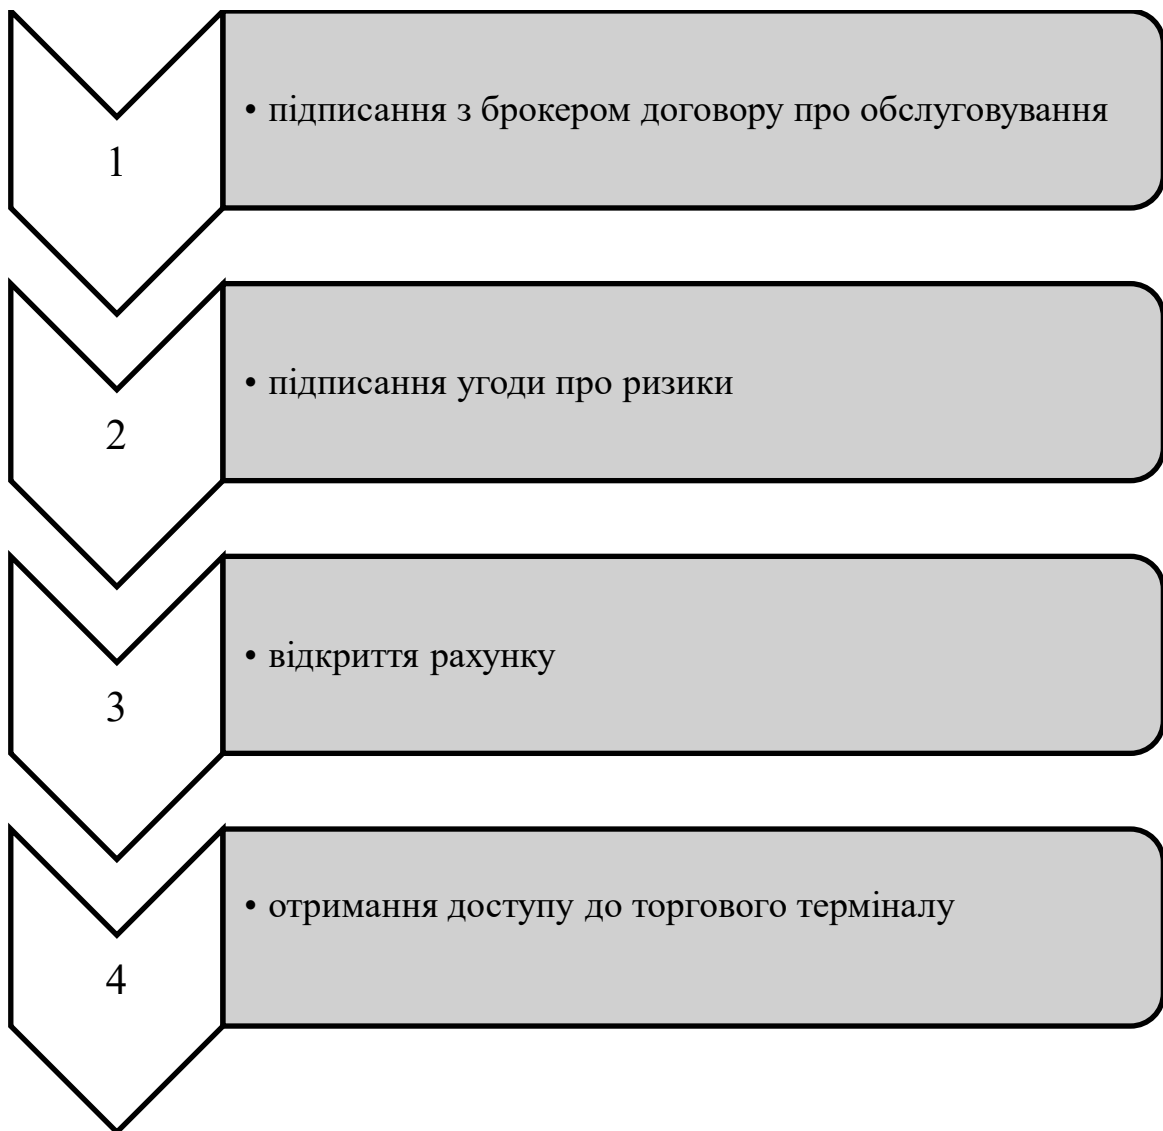 1
• підписання з брокером договору про обслуговування
2
• підписання угоди про ризики
3
• відкриття рахунку
4
• отримання доступу до торгового терміналу